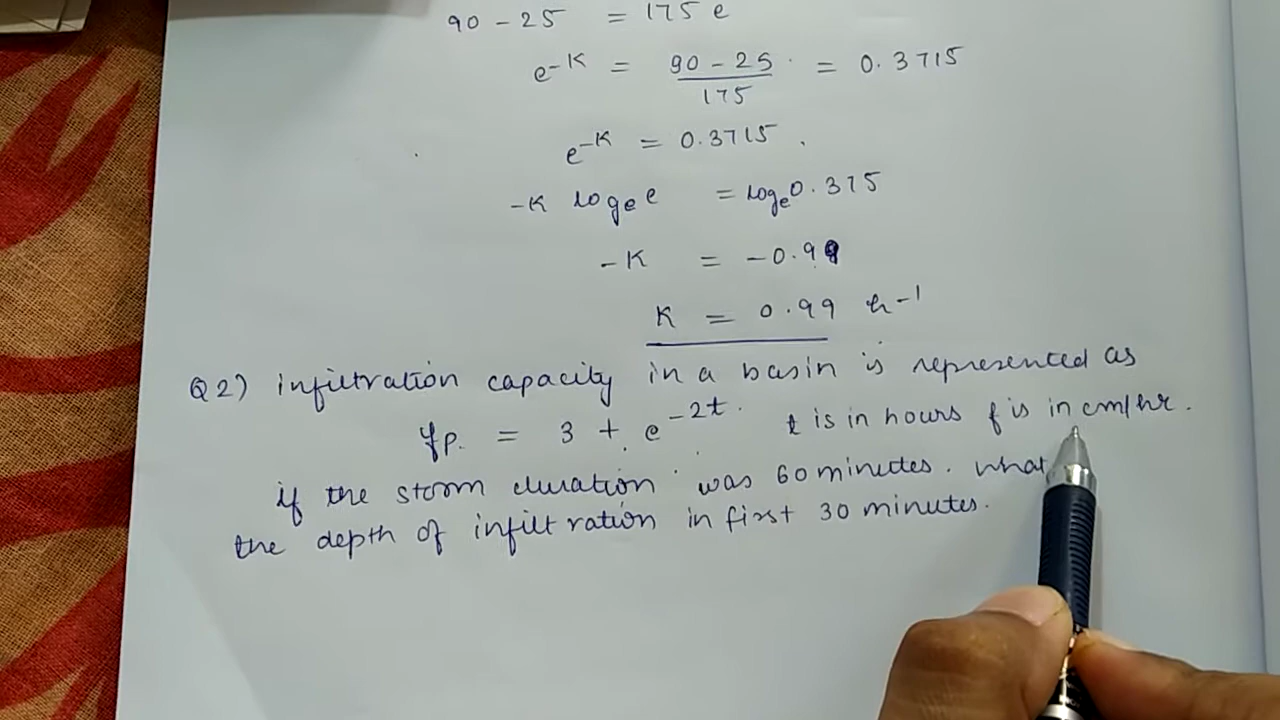 90 - 25 = 175 e
e^-K = (90 - 25)/175 = 0.3715
e^-K = 0.3715.
-K log_e e = log_e 0.375
-K = -0.99
K = 0.99 h^-1
Q2) infiltration capacity in a basin is represented as
fp. = 3 + e^-2t. t is in hours f is in cm/hr.
if the storm duration was 60 minutes. what
the depth of infiltration in first 30 minutes.